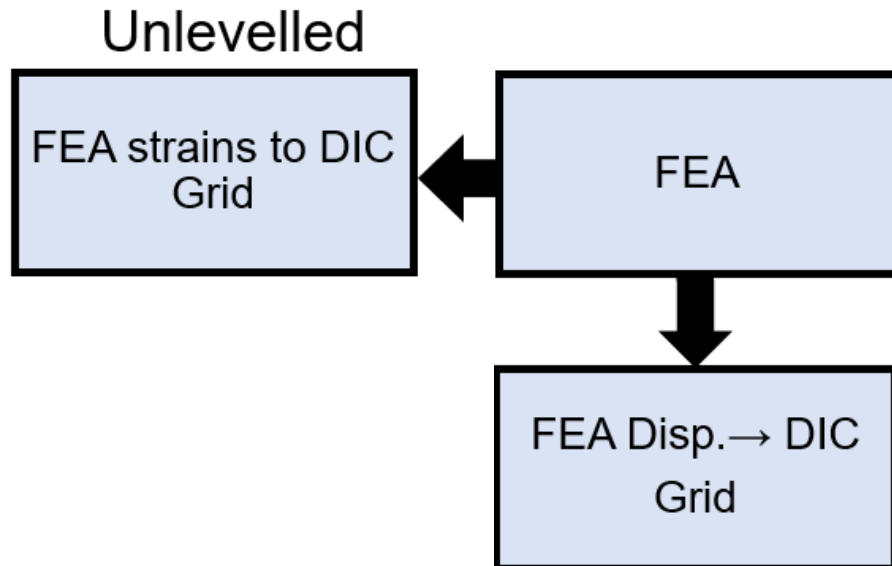 Unlevelled
FEA strains to DIC
Grid
FEA
FEA Disp.→ DIC
Grid